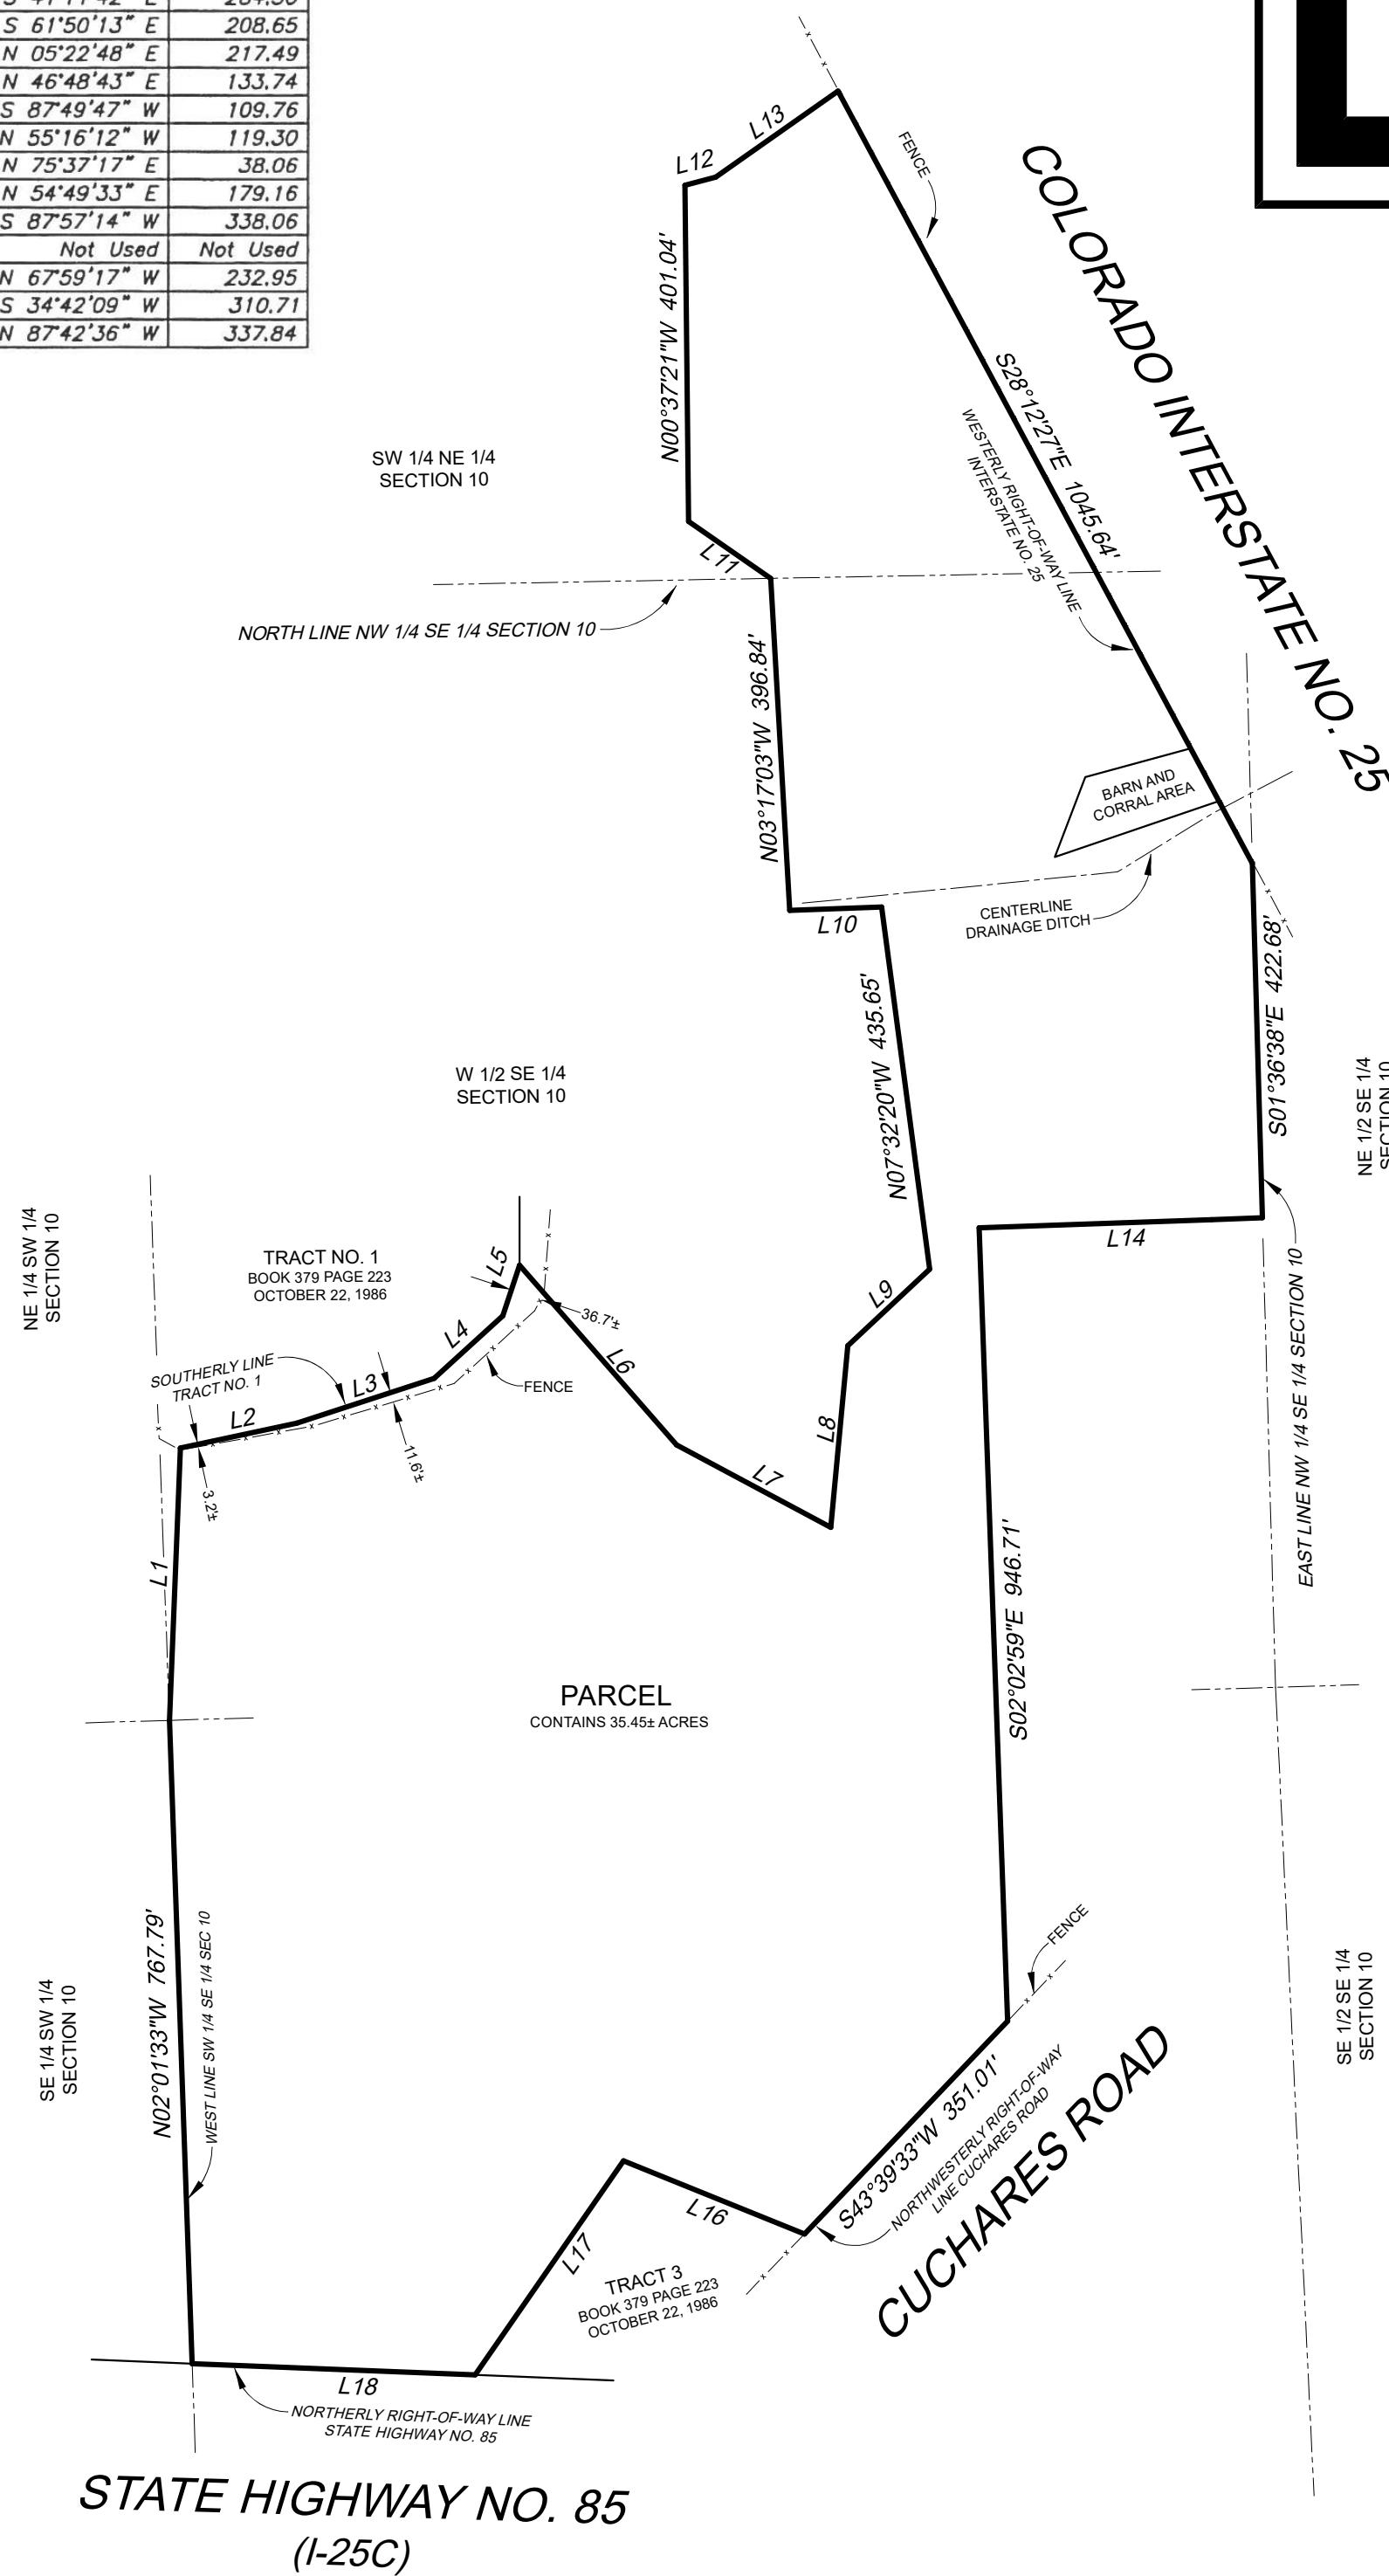 S 61°50'13" E 208.65
N 05°22'48" E 217.49
N 46°48'43" E 133.74
S 87°49'47" W 109.76
N 55°16'12" W 119.30
N 75°37'17" E 38.06
N 54°49'33" E 179.16
S 87°57'14" W 338.06
Not Used Not Used
N 67°59'17" W 232.95
S 34°42'09" W 310.71
N 87°42'36" W 337.84
L13
L12
FENCE
COLORADO INTERSTATE NO. 25
N00°37'21"W 401.04'
S28°12'27"E 1045.64'
WESTERLY RIGHT-OF-WAY LINE
INTERSTATE NO. 25
SW 1/4 NE 1/4
SECTION 10
L11
NORTH LINE NW 1/4 SE 1/4 SECTION 10
N03°17'03"W 396.84'
BARN AND
CORRAL AREA
CENTERLINE
DRAINAGE DITCH
L10
S01°36'38"E 422.68'
N07°32'20"W 435.65'
W 1/2 SE 1/4
SECTION 10
NE 1/2 SE 1/4
SECTION 10
NE 1/4 SW 1/4
SECTION 10
TRACT NO. 1
BOOK 379 PAGE 223
OCTOBER 22, 1986
L5
L14
L9
36.7'±
L4
L6
SOUTHERLY LINE
TRACT NO. 1
L3
FENCE
L2
L8
11.6'±
3.2'±
L7
EAST LINE NW 1/4 SE 1/4 SECTION 10
L1
S02°02'59"E 946.71'
PARCEL
CONTAINS 35.45± ACRES
N02°01'33"W 767.79'
WEST LINE SW 1/4 SE 1/4 SEC 10
SE 1/4 SW 1/4
SECTION 10
FENCE
SE 1/2 SE 1/4
SECTION 10
S43°39'33"W 351.01'
NORTHWESTERLY RIGHT-OF-WAY
LINE CUCHARES ROAD
CUCHARES ROAD
L16
L17
TRACT 3
BOOK 379 PAGE 223
OCTOBER 22, 1986
L18
NORTHERLY RIGHT-OF-WAY LINE
STATE HIGHWAY NO. 85
STATE HIGHWAY NO. 85
(I-25C)